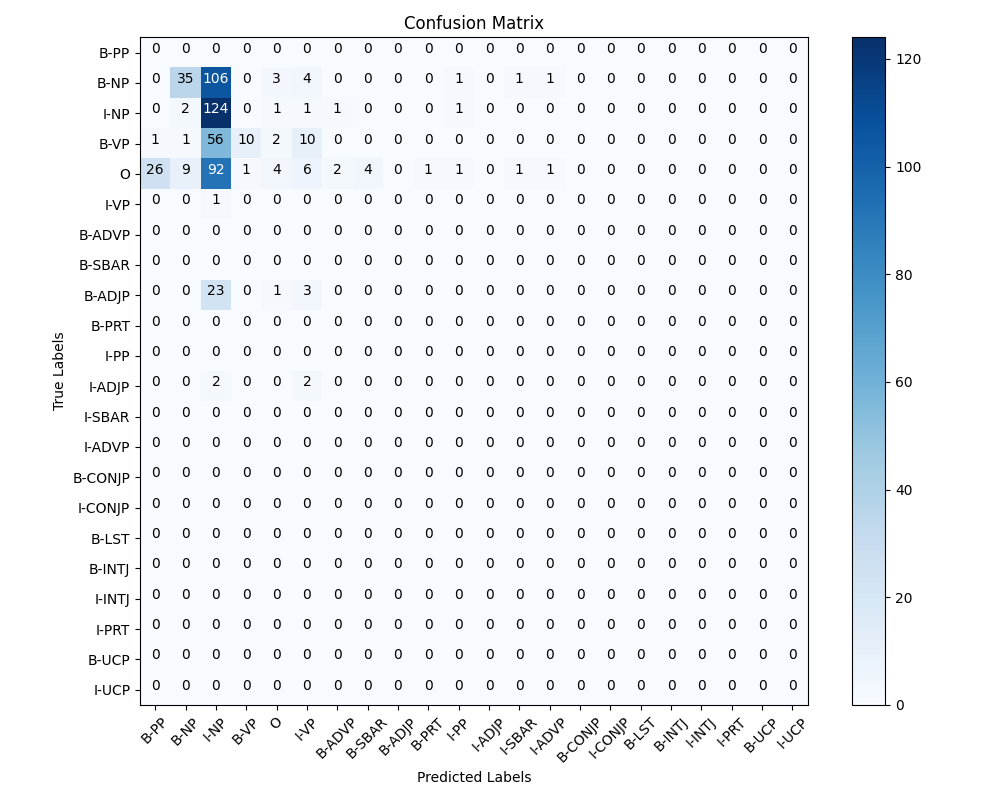 Confusion Matrix
True Labels
B-PP 0 0 0 0 0 0 0 0 0 0 0 0 0 0 0 0 0 0 0 0 0 0
B-NP 0 35 106 0 3 4 0 0 0 0 1 0 1 1 0 0 0 0 0 0 0 0
I-NP 0 2 124 0 1 1 1 0 0 0 1 0 0 0 0 0 0 0 0 0 0 0
B-VP 1 1 56 10 2 10 0 0 0 0 0 0 0 0 0 0 0 0 0 0 0 0
O 26 9 92 1 4 6 2 4 0 1 1 0 1 1 0 0 0 0 0 0 0 0
I-VP 0 0 1 0 0 0 0 0 0 0 0 0 0 0 0 0 0 0 0 0 0 0
B-ADVP 0 0 0 0 0 0 0 0 0 0 0 0 0 0 0 0 0 0 0 0 0 0
B-SBAR 0 0 0 0 0 0 0 0 0 0 0 0 0 0 0 0 0 0 0 0 0 0
B-ADJP 0 0 23 0 1 3 0 0 0 0 0 0 0 0 0 0 0 0 0 0 0 0
B-PRT 0 0 0 0 0 0 0 0 0 0 0 0 0 0 0 0 0 0 0 0 0 0
I-PP 0 0 0 0 0 0 0 0 0 0 0 0 0 0 0 0 0 0 0 0 0 0
I-ADJP 0 0 2 0 0 2 0 0 0 0 0 0 0 0 0 0 0 0 0 0 0 0
I-SBAR 0 0 0 0 0 0 0 0 0 0 0 0 0 0 0 0 0 0 0 0 0 0
I-ADVP 0 0 0 0 0 0 0 0 0 0 0 0 0 0 0 0 0 0 0 0 0 0
B-CONJP 0 0 0 0 0 0 0 0 0 0 0 0 0 0 0 0 0 0 0 0 0 0
I-CONJP 0 0 0 0 0 0 0 0 0 0 0 0 0 0 0 0 0 0 0 0 0 0
B-LST 0 0 0 0 0 0 0 0 0 0 0 0 0 0 0 0 0 0 0 0 0 0
B-INTJ 0 0 0 0 0 0 0 0 0 0 0 0 0 0 0 0 0 0 0 0 0 0
I-INTJ 0 0 0 0 0 0 0 0 0 0 0 0 0 0 0 0 0 0 0 0 0 0
I-PRT 0 0 0 0 0 0 0 0 0 0 0 0 0 0 0 0 0 0 0 0 0 0
B-UCP 0 0 0 0 0 0 0 0 0 0 0 0 0 0 0 0 0 0 0 0 0 0
I-UCP 0 0 0 0 0 0 0 0 0 0 0 0 0 0 0 0 0 0 0 0 0 0
B-PP B-NP I-NP B-VP O I-VP B-ADVP B-SBAR B-ADJP B-PRT I-PP I-ADJP I-SBAR I-ADVP B-CONJP I-CONJP B-LST B-INTJ I-INTJ I-PRT B-UCP I-UCP
Predicted Labels
120
100
80
60
40
20
0